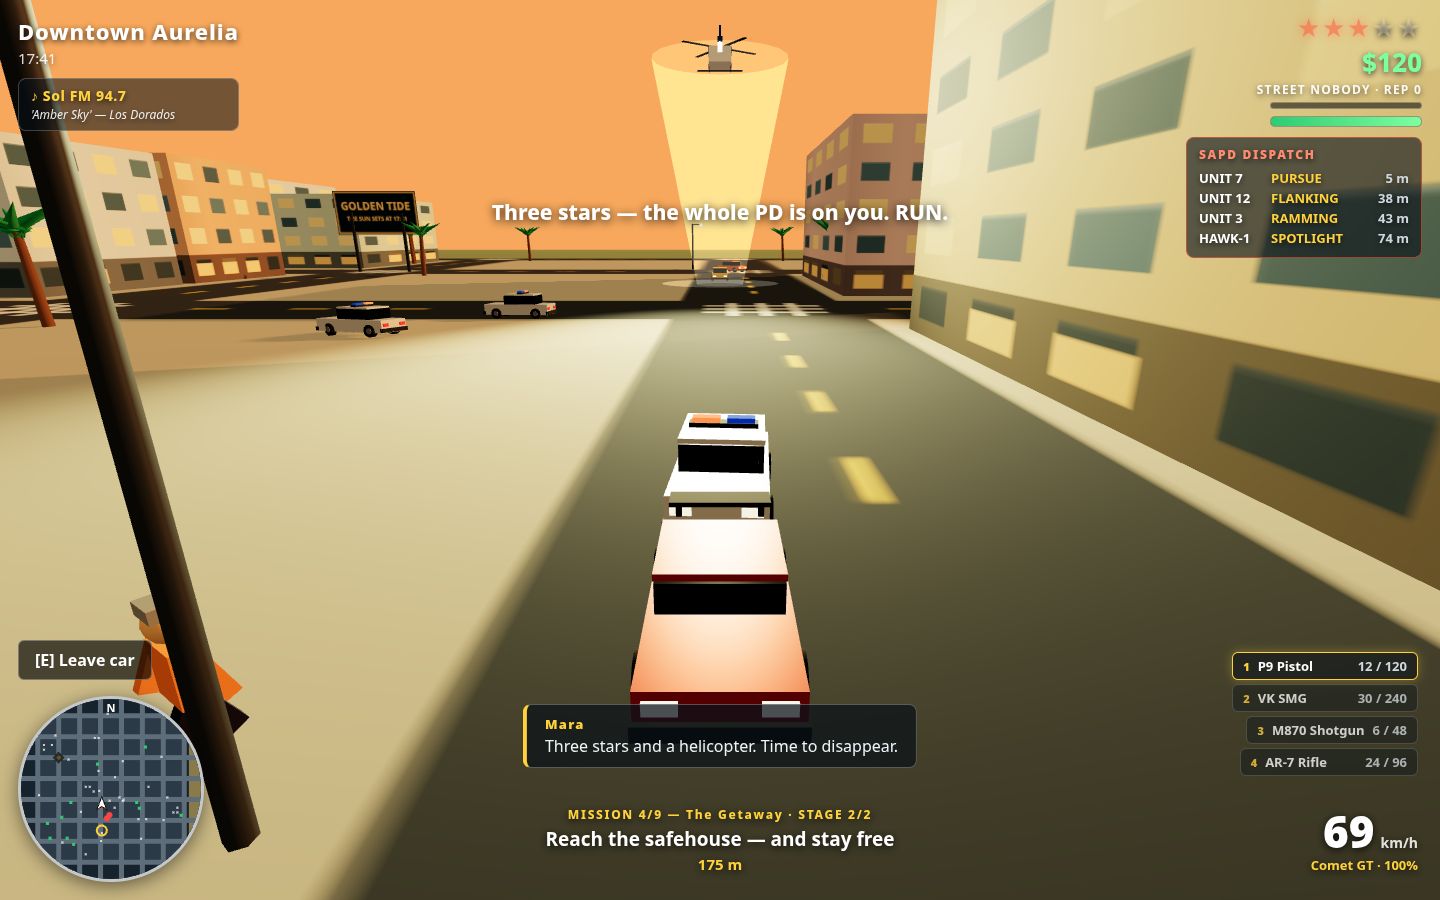 Downtown Aurelia
17:41
♪ Sol FM 94.7
'Amber Sky' — Los Dorados
$120
STREET NOBODY · REP 0
SAPD DISPATCH
UNIT 7 PURSUE 5 m
UNIT 12 FLANKING 38 m
UNIT 3 RAMMING 43 m
HAWK-1 SPOTLIGHT 74 m
GOLDEN TIDE
THE SUN SETS AT
Three stars — the whole PD is on you. RUN.
[E] Leave car
N
Mara
Three stars and a helicopter. Time to disappear.
MISSION 4/9 — The Getaway · STAGE 2/2
Reach the safehouse — and stay free
175 m
1 P9 Pistol 12 / 120
2 VK SMG 30 / 240
3 M870 Shotgun 6 / 48
4 AR-7 Rifle 24 / 96
69 km/h
Comet GT · 100%